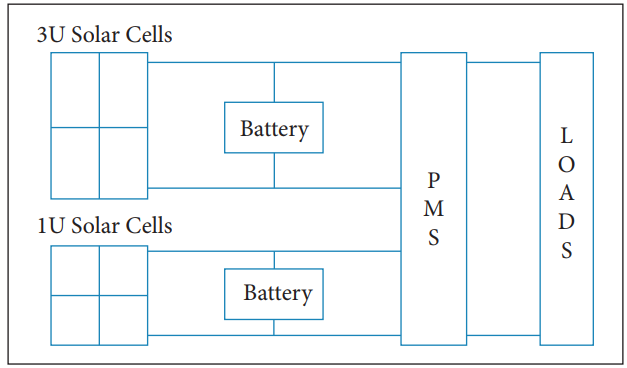 3U Solar Cells
Battery
1U Solar Cells
Battery
P
M
S
L
O
A
D
S